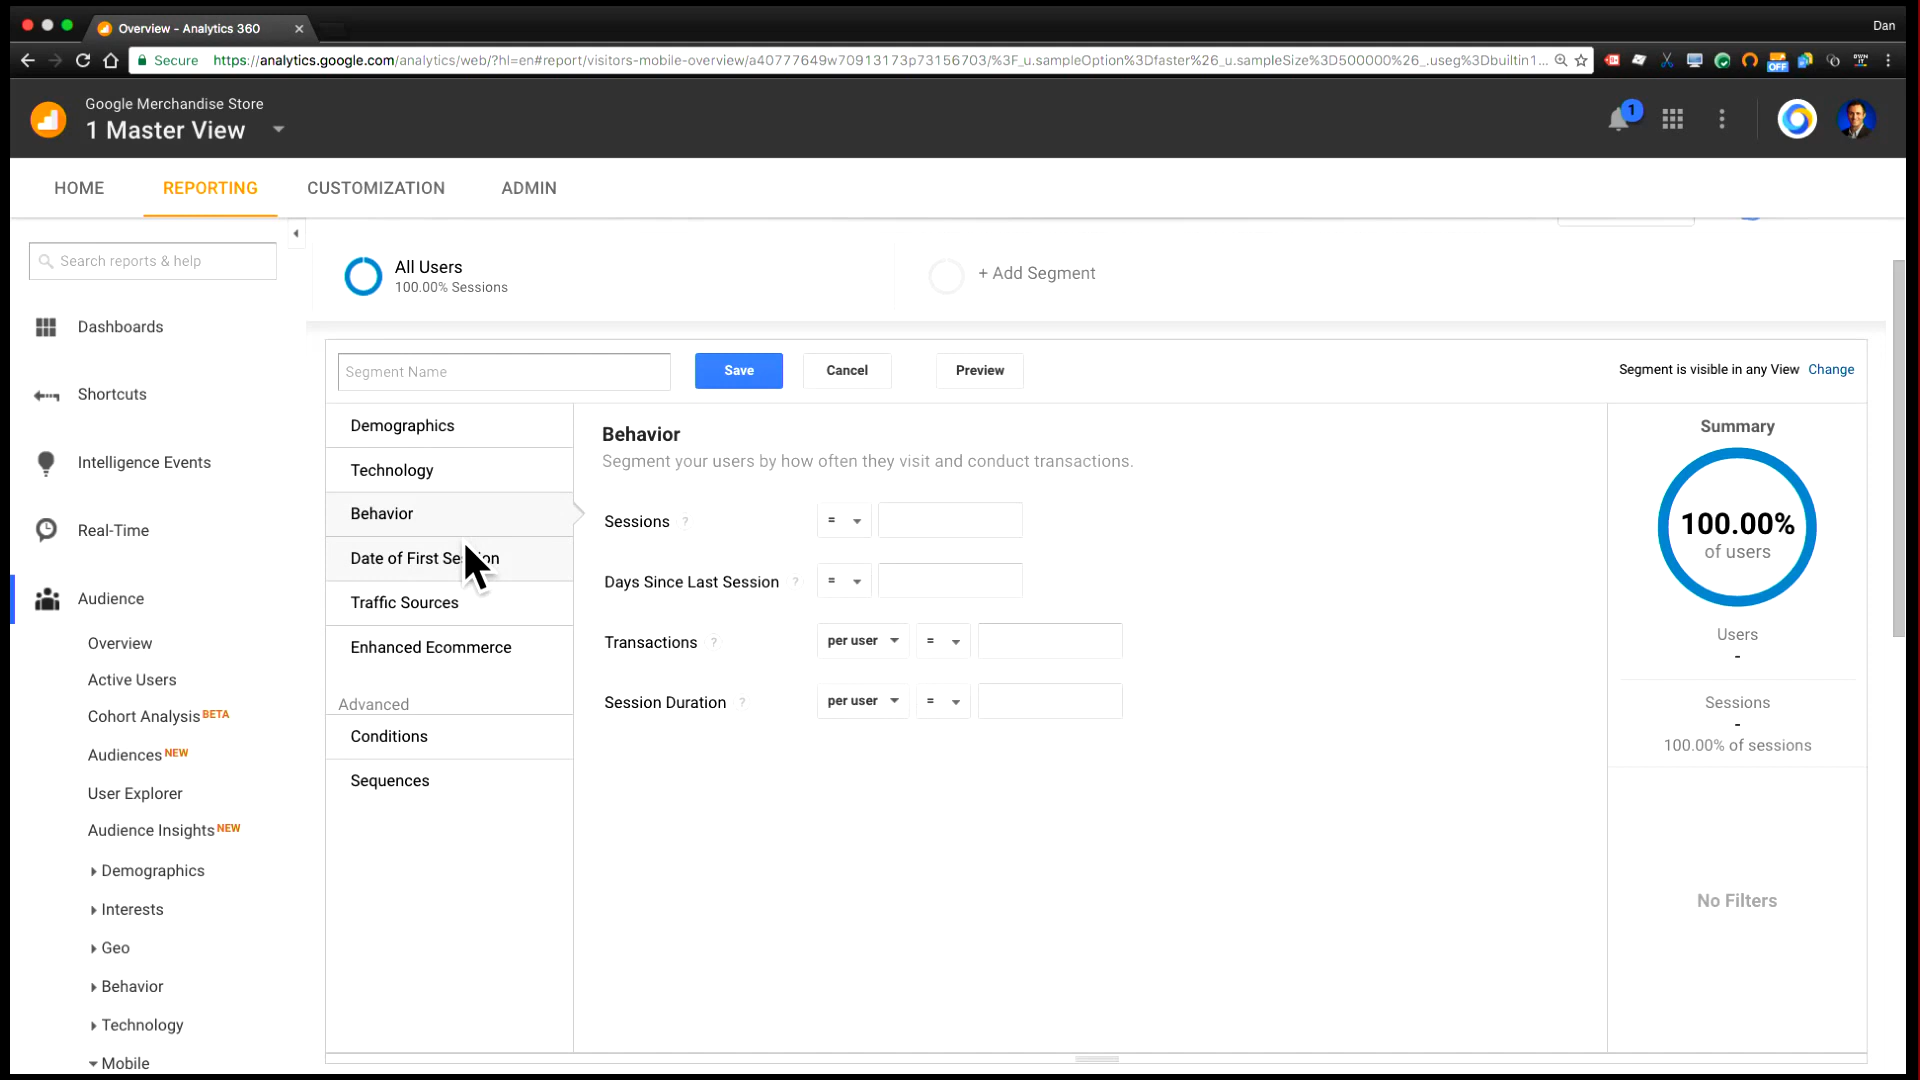 Overview - Analytics 360
Dan
Secure https://analytics.google.com/analytics/web/?hl=en#report/visitors-mobile-overview/a40777649w70913173p73156703/%3F_u.sampleOption%3Dfaster%26_u.sampleSize%3D500000%26_.useg%3Dbuiltin1...
OFF
Google Merchandise Store
1 Master View
1
HOME
REPORTING
CUSTOMIZATION
ADMIN
Search reports & help
Dashboards
Shortcuts
Intelligence Events
Real-Time
Audience
Overview
Active Users
Cohort Analysis BETA
Audiences NEW
User Explorer
Audience Insights NEW
Demographics
Interests
Geo
Behavior
Technology
Mobile
All Users
100.00% Sessions
+ Add Segment
Segment Name
Save
Cancel
Preview
Segment is visible in any View Change
Demographics
Technology
Behavior
Date of First Session
Traffic Sources
Enhanced Ecommerce
Advanced
Conditions
Sequences
Behavior
Segment your users by how often they visit and conduct transactions.
Sessions ? =
Days Since Last Session ? =
Transactions ? per user =
Session Duration ? per user =
Summary
100.00%
of users
Users
-
Sessions
-
100.00% of sessions
No Filters